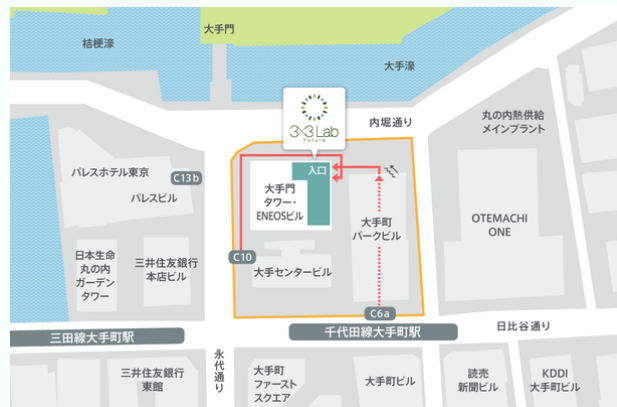 大手門
桔梗濠
大手濠
3×3 Lab
Future
内堀通り
丸の内熱供給
メインプラント
パレスホテル東京
C13b
パレスビル
入口
大手門
タワー・
ENEOSビル
大手町
パークビル
OTEMACHI
ONE
日本生命
丸の内
ガーデン
タワー
三井住友銀行
本店ビル
C10
大手センタービル
C6a
三田線大手町駅
千代田線大手町駅
日比谷通り
永代通り
三井住友銀行
東館
大手町
ファースト
スクエア
大手町ビル
読売
新聞ビル
KDDI
大手町ビル